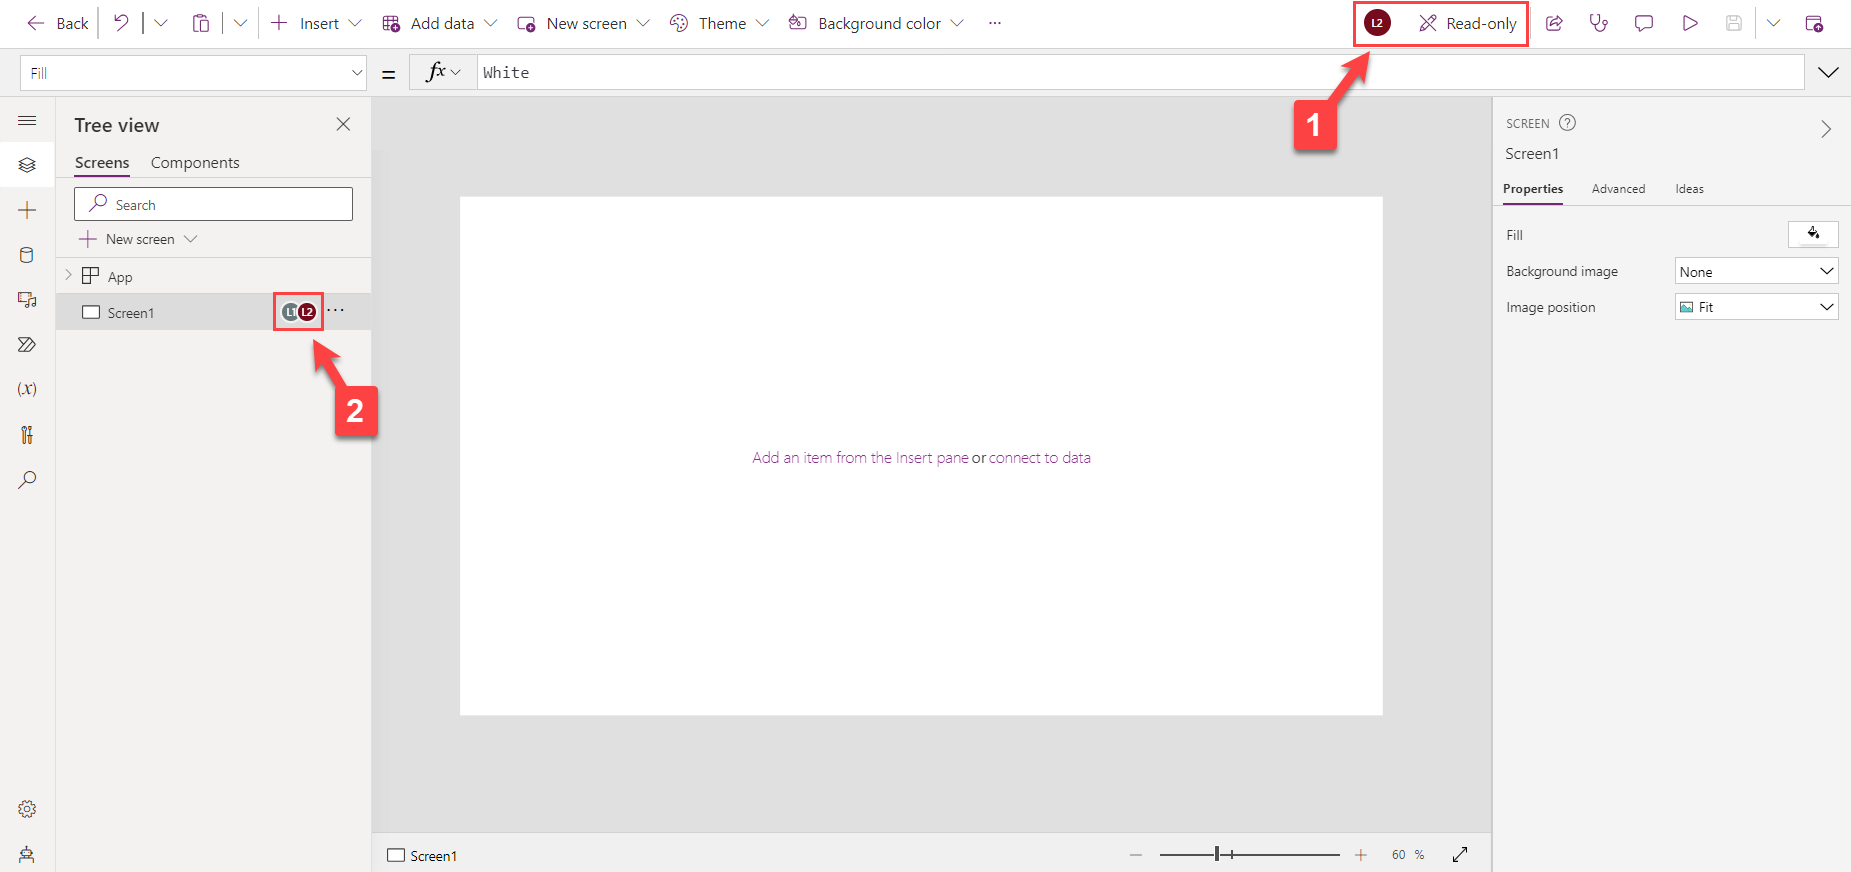 Back Insert Add data New screen Theme Background color ... L2 Read-only
Fill = fx White
1
Tree view
Screens Components
Search
New screen
App
Screen1 L1 L2 ...
2
Add an item from the Insert pane or connect to data
SCREEN ?
Screen1
Properties Advanced Ideas
Fill
Background image None
Image position Fit
(x)
Screen1 60 %